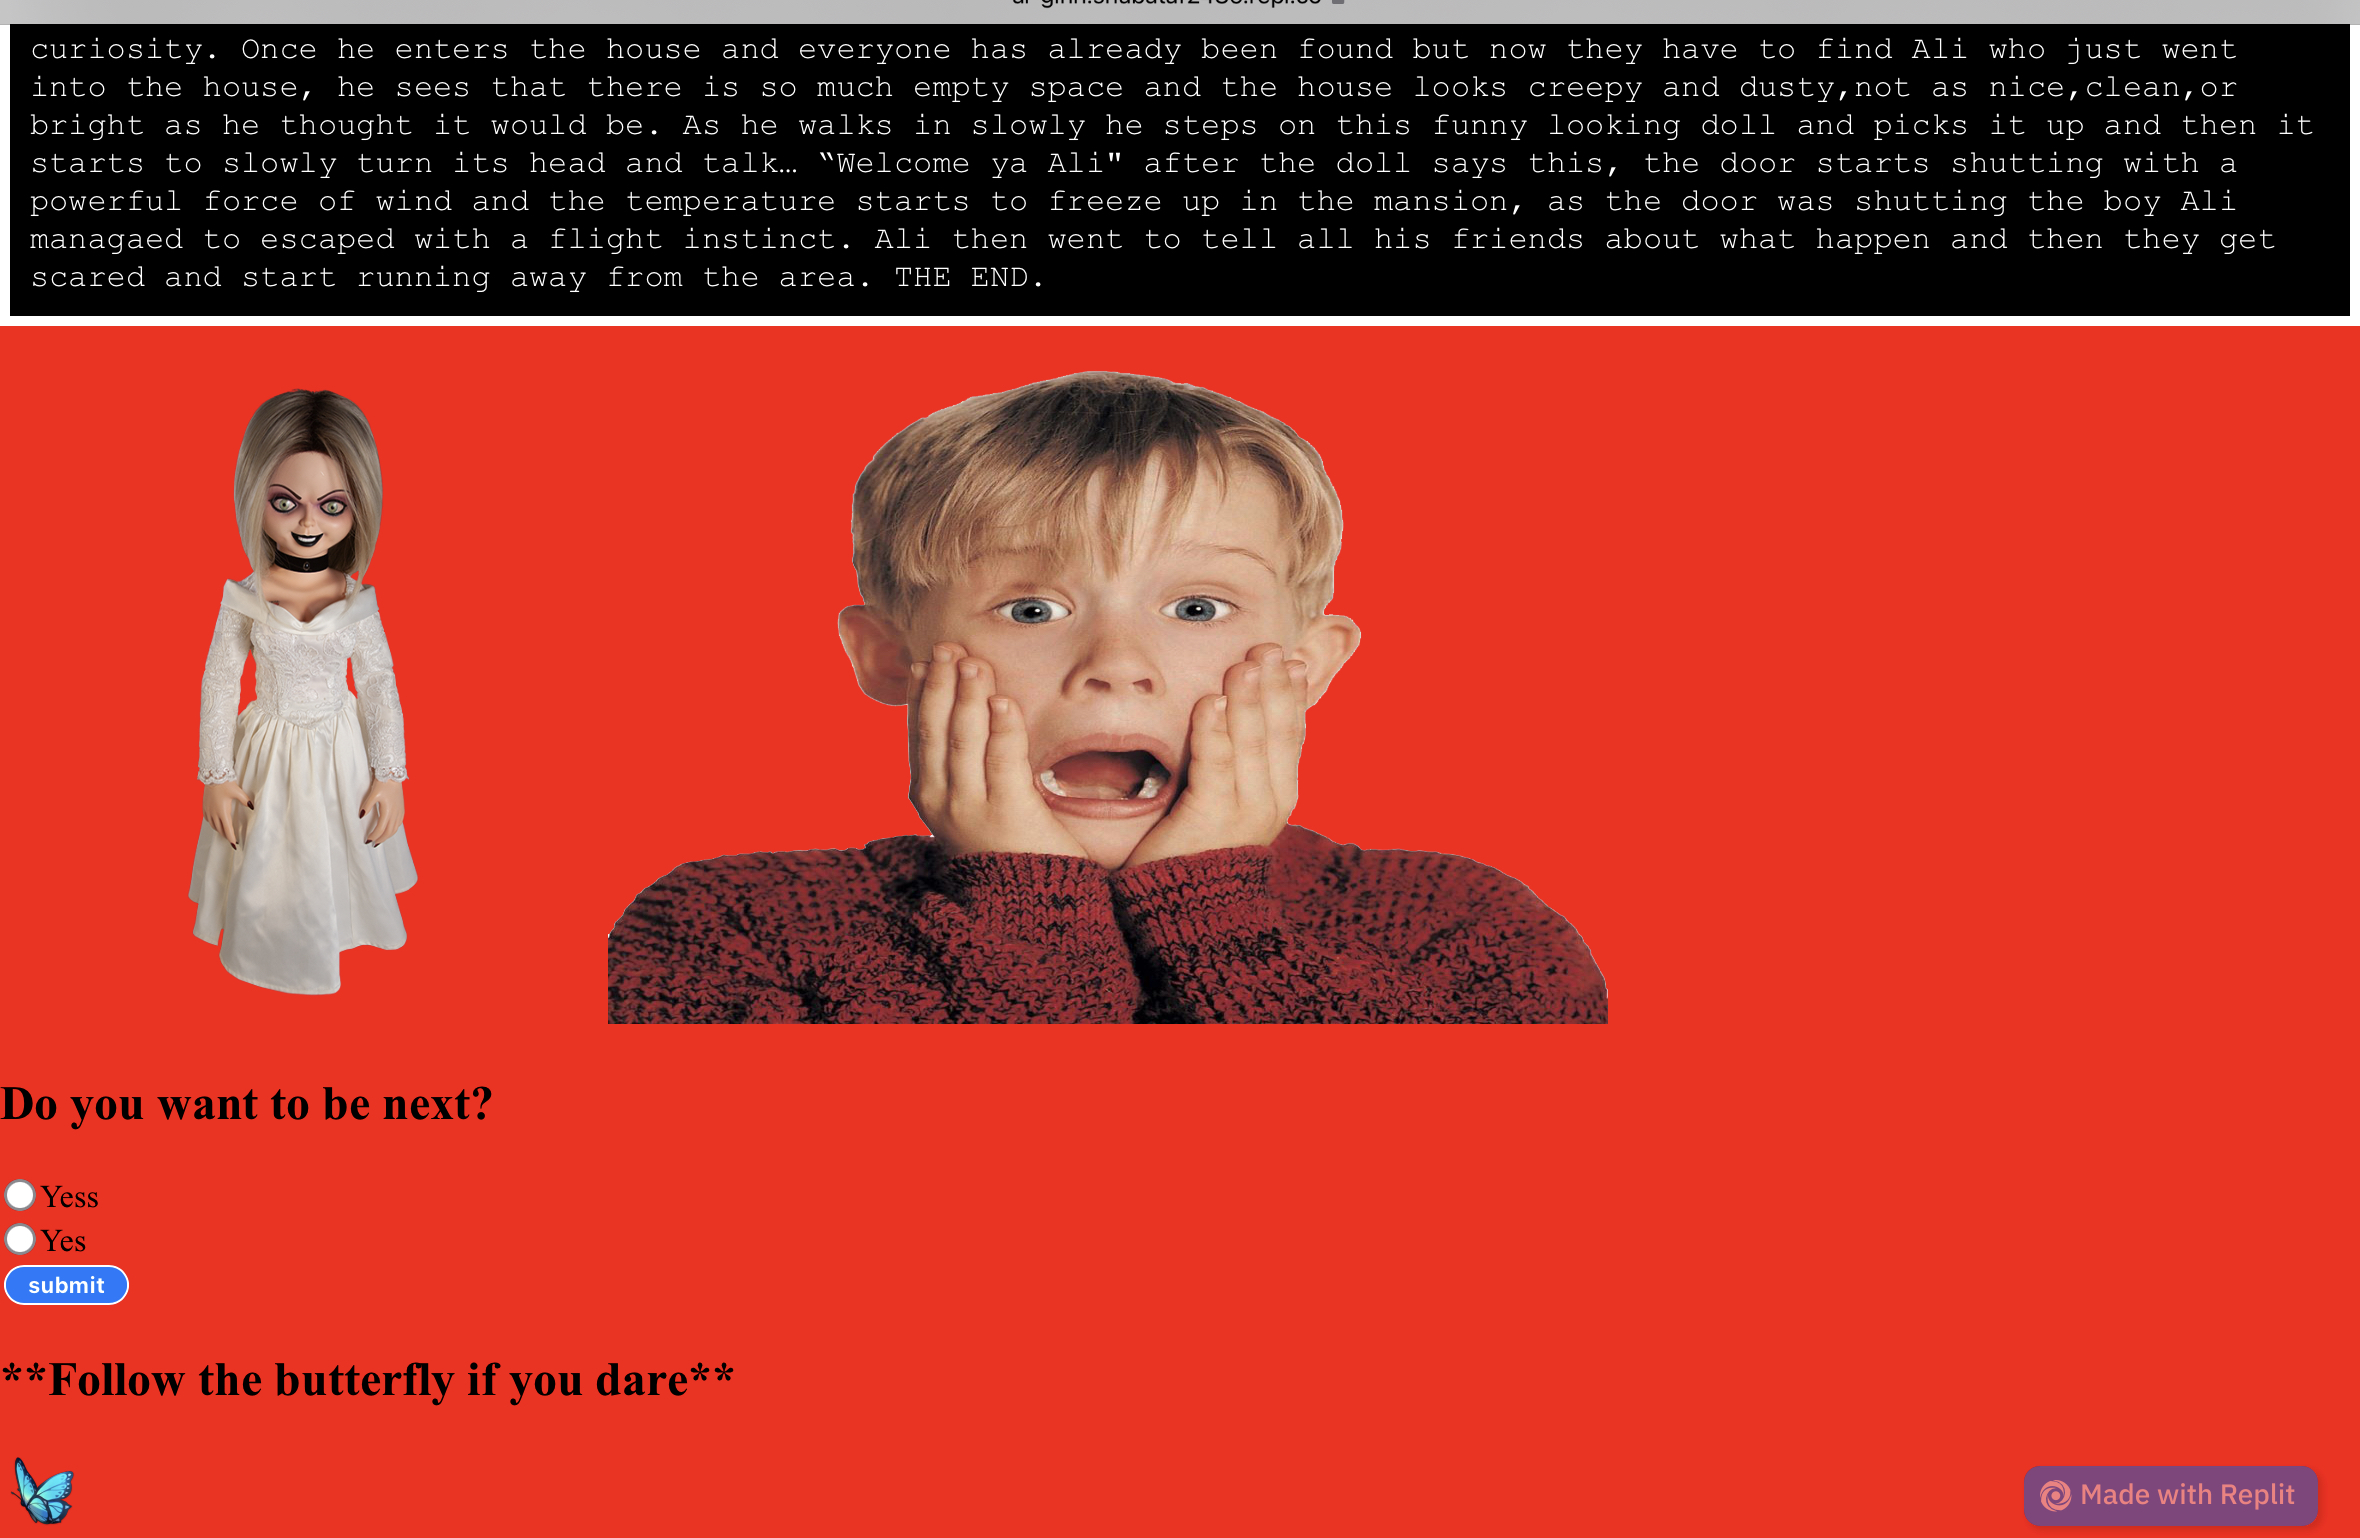 curiosity. Once he enters the house and everyone has already been found but now they have to find Ali who just went
into the house, he sees that there is so much empty space and the house looks creepy and dusty,not as nice,clean,or
bright as he thought it would be. As he walks in slowly he steps on this funny looking doll and picks it up and then it
starts to slowly turn its head and talk… “Welcome ya Ali" after the doll says this, the door starts shutting with a
powerful force of wind and the temperature starts to freeze up in the mansion, as the door was shutting the boy Ali
managaed to escaped with a flight instinct. Ali then went to tell all his friends about what happen and then they get
scared and start running away from the area. THE END.
Do you want to be next?
Yess
Yes
submit
**Follow the butterfly if you dare**
Made with Replit